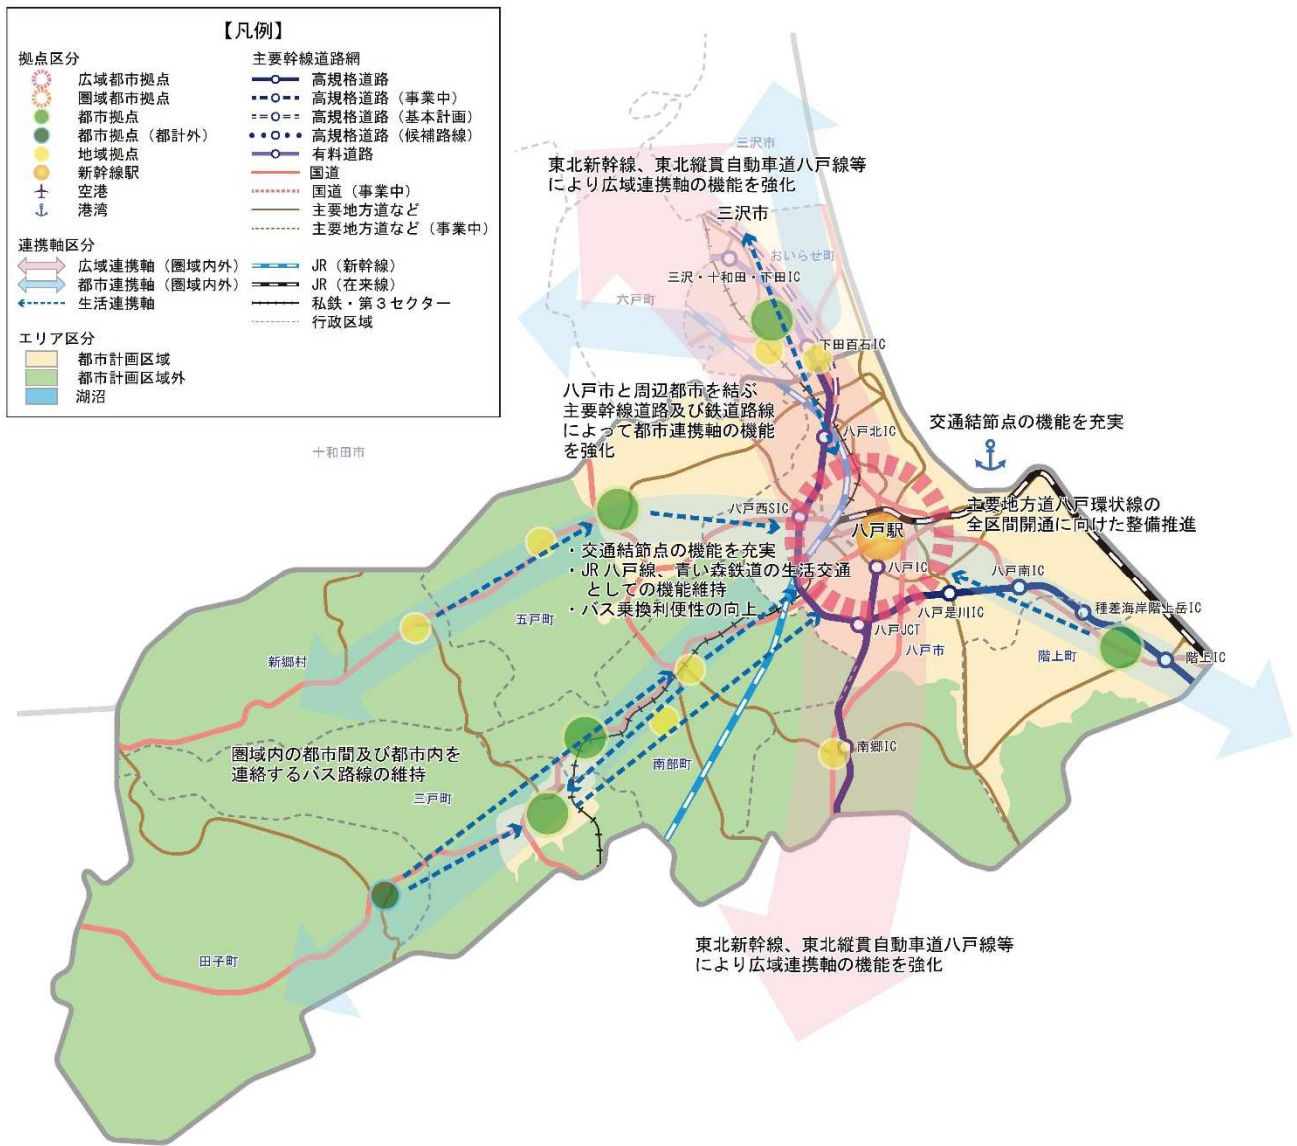 【凡例】
拠点区分
広域都市拠点
圏域都市拠点
都市拠点
都市拠点（都計外）
地域拠点
新幹線駅
空港
港湾
連携軸区分
広域連携軸（圏域内外）
都市連携軸（圏域内外）
生活連携軸
エリア区分
都市計画区域
都市計画区域外
湖沼
主要幹線道路網
高規格道路
高規格道路（事業中）
高規格道路（基本計画）
高規格道路（候補路線）
有料道路
国道
国道（事業中）
主要地方道など
主要地方道など（事業中）
JR（新幹線）
JR（在来線）
私鉄・第３セクター
行政区域
三沢市
東北新幹線、東北縦貫自動車道八戸線等
により広域連携軸の機能を強化
三沢市
おいらせ町
三沢・十和田・下田IC
六戸町
下田百石IC
八戸市と周辺都市を結ぶ
主要幹線道路及び鉄道路線
によって都市連携軸の機能
を強化
交通結節点の機能を充実
八戸北IC
十和田市
八戸西SIC
主要地方道八戸環状線の
全区間開通に向けた整備推進
八戸駅
・交通結節点の機能を充実
・JR八戸線、青い森鉄道の生活交通
としての機能維持
・バス乗換利便性の向上
八戸IC
八戸南IC
八戸是川IC
種差海岸階上岳IC
五戸町
八戸JCT
八戸市
階上町
階上IC
新郷村
南郷IC
圏域内の都市間及び都市内を
連絡するバス路線の維持
南部町
三戸町
東北新幹線、東北縦貫自動車道八戸線等
により広域連携軸の機能を強化
田子町